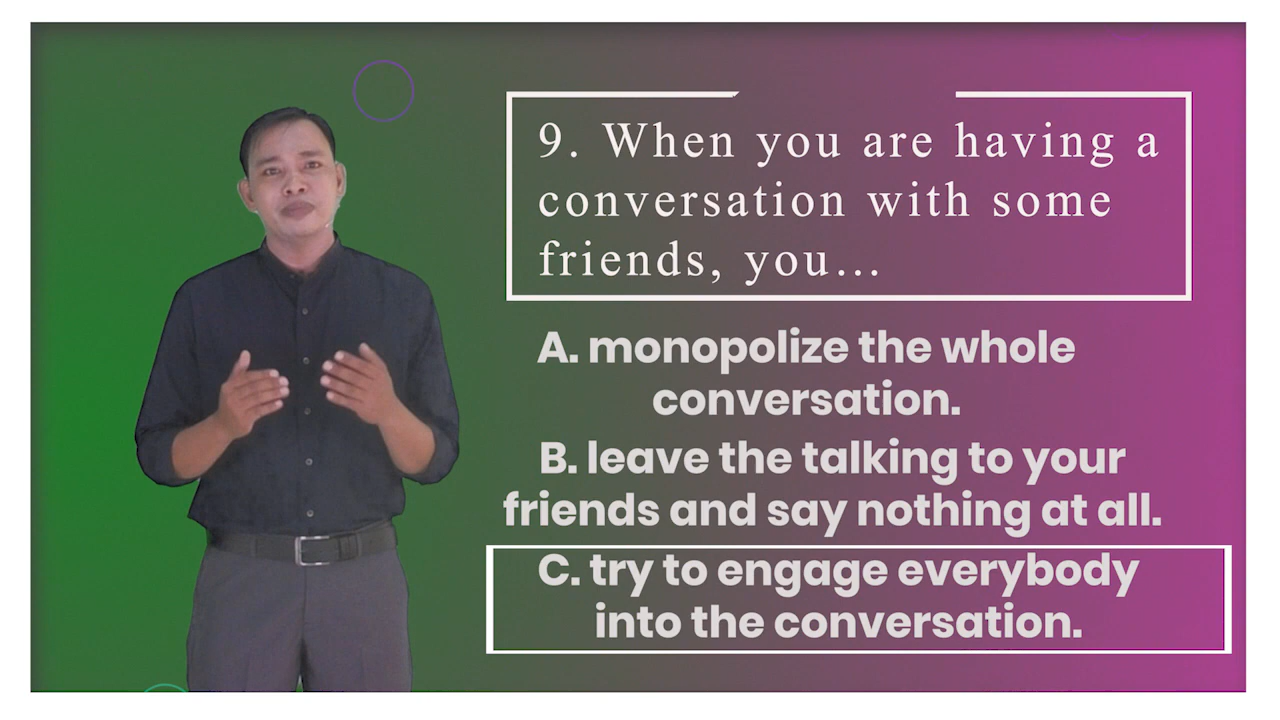 9. When you are having a
conversation with some
friends, you...
A. monopolize the whole
conversation.
B. leave the talking to your
friends and say nothing at all.
C. try to engage everybody
into the conversation.